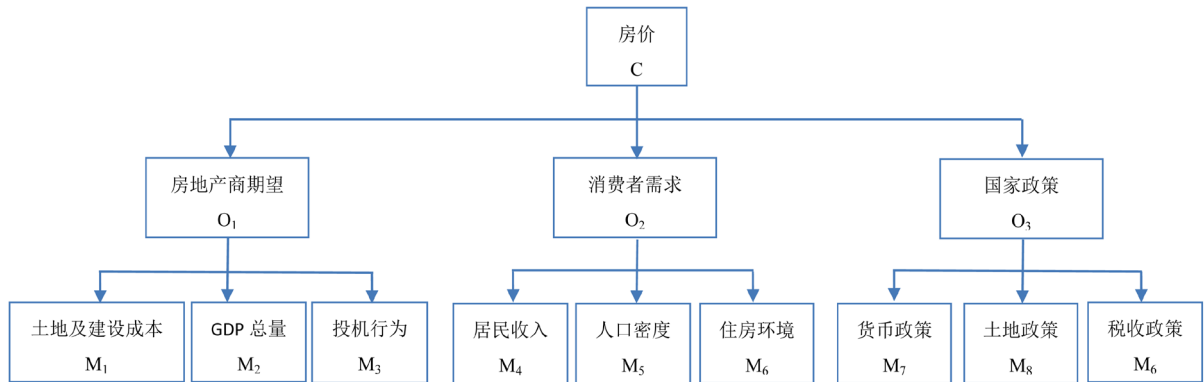 房价
C
房地产商期望
O₁
消费者需求
O₂
国家政策
O₃
土地及建设成本
M₁
GDP 总量
M₂
投机行为
M₃
居民收入
M₄
人口密度
M₅
住房环境
M₆
货币政策
M₇
土地政策
M₈
税收政策
M₆